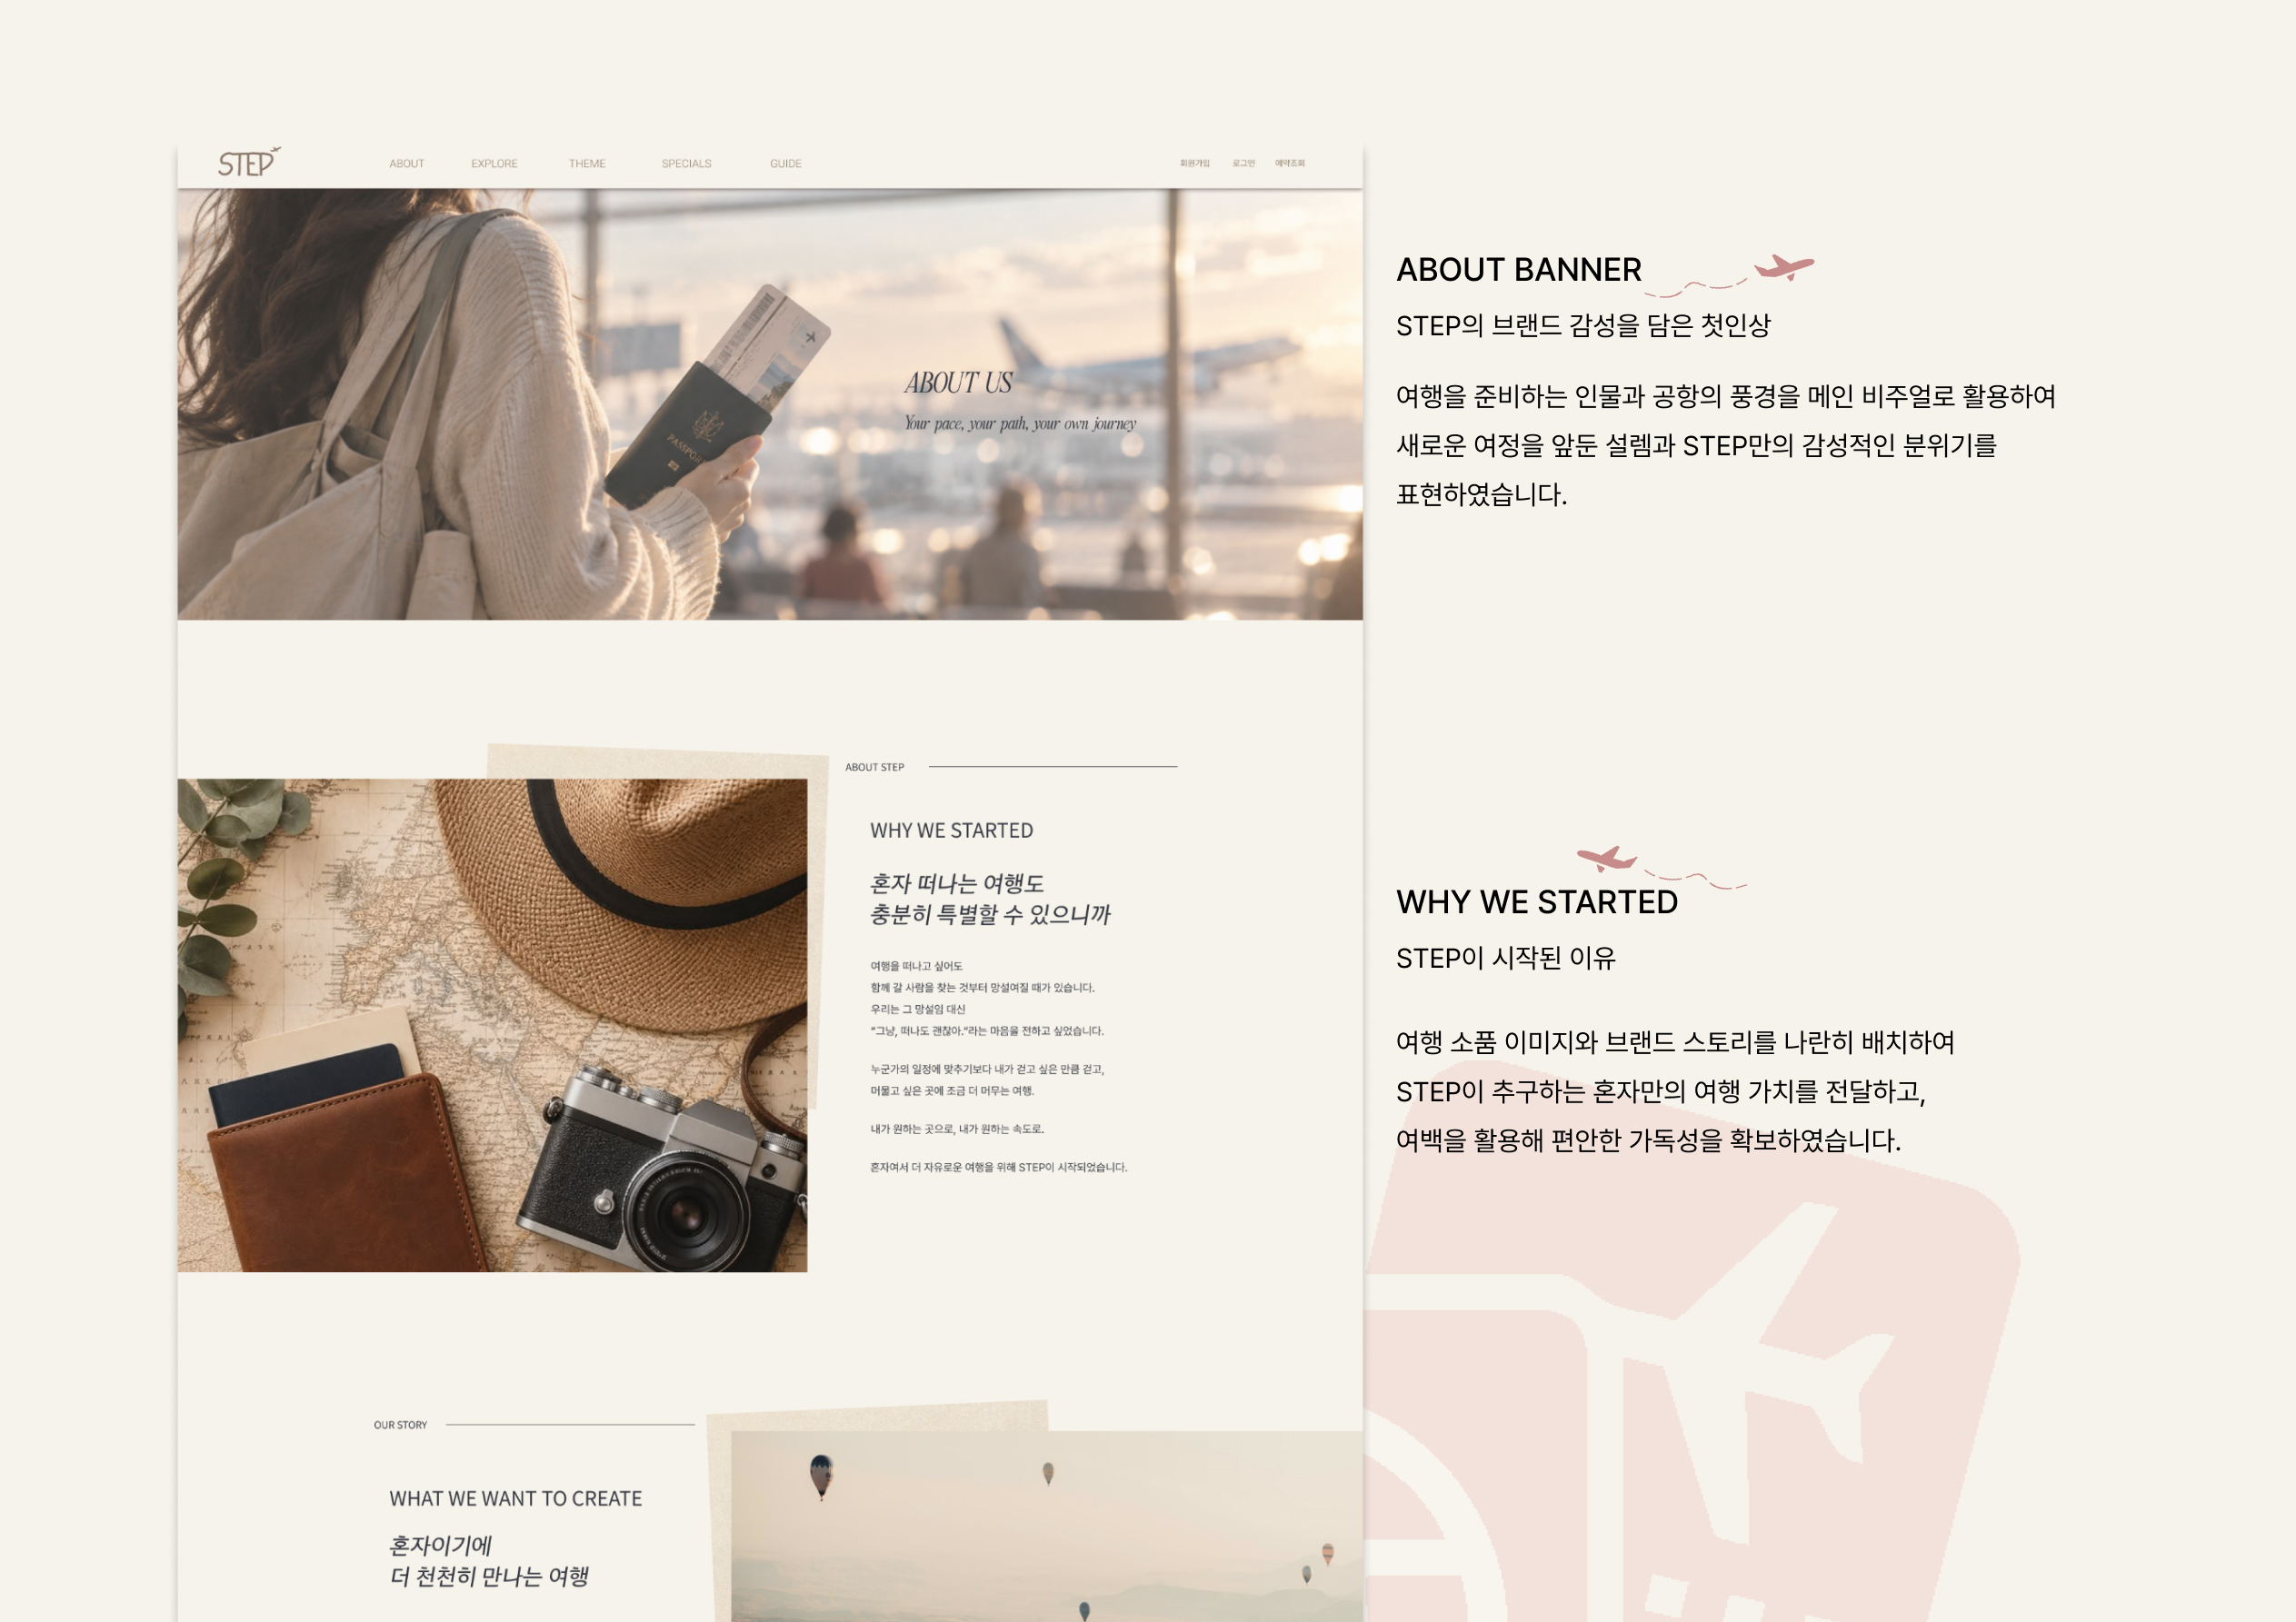 STEP
ABOUT EXPLORE THEME SPECIALS GUIDE
회원가입 로그인 예약조회
PASSPORT
ABOUT US
Your pace, your path, your own journey
ABOUT BANNER
STEP의 브랜드 감성을 담은 첫인상
여행을 준비하는 인물과 공항의 풍경을 메인 비주얼로 활용하여
새로운 여정을 앞둔 설렘과 STEP만의 감성적인 분위기를
표현하였습니다.
ABOUT STEP
WHY WE STARTED
혼자 떠나는 여행도
충분히 특별할 수 있으니까
여행을 떠나고 싶어도
함께 갈 사람을 찾는 것부터 망설여질 때가 있습니다.
우리는 그 망설임 대신
“그냥, 떠나도 괜찮아.”라는 마음을 전하고 싶었습니다.
누군가의 일정에 맞추기보다 내가 걷고 싶은 만큼 걷고,
머물고 싶은 곳에 조금 더 머무는 여행.
내가 원하는 곳으로, 내가 원하는 속도로.
혼자여서 더 자유로운 여행을 위해 STEP이 시작되었습니다.
WHY WE STARTED
STEP이 시작된 이유
여행 소품 이미지와 브랜드 스토리를 나란히 배치하여
STEP이 추구하는 혼자만의 여행 가치를 전달하고,
여백을 활용해 편안한 가독성을 확보하였습니다.
OUR STORY
WHAT WE WANT TO CREATE
혼자이기에
더 천천히 만나는 여행